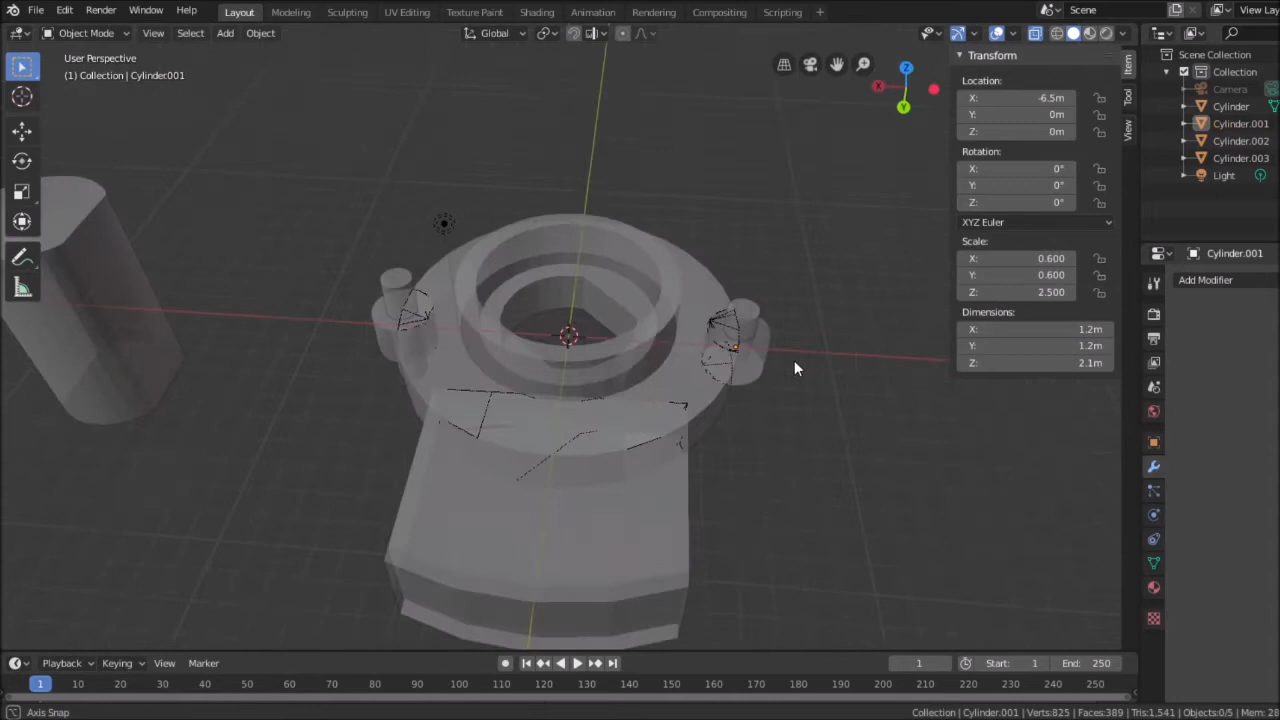 File Edit Render Window Help Layout Modeling Sculpting UV Editing Texture Paint Shading Animation Rendering Compositing Scripting + Scene View Lay
Object Mode View Select Add Object Global
User Perspective
(1) Collection | Cylinder.001
Z
X
Y
Transform
Location:
X: -6.5m
Y: 0m
Z: 0m
Rotation:
X: 0°
Y: 0°
Z: 0°
XYZ Euler
Scale:
X: 0.600
Y: 0.600
Z: 2.500
Dimensions:
X: 1.2m
Y: 1.2m
Z: 2.1m
Item
Tool
View
Scene Collection
Collection
Camera
Cylinder
Cylinder.001
Cylinder.002
Cylinder.003
Light
Cylinder.001
Add Modifier
Playback Keying View Marker 1 Start: 1 End: 250
1 10 20 30 40 50 60 70 80 90 100 110 120 130 140 150 160 170 180 190 200 210 220 230 240 250
Axis Snap Collection | Cylinder.001 | Verts:825 | Faces:389 | Tris:1,541 | Objects:0/5 | Mem: 28